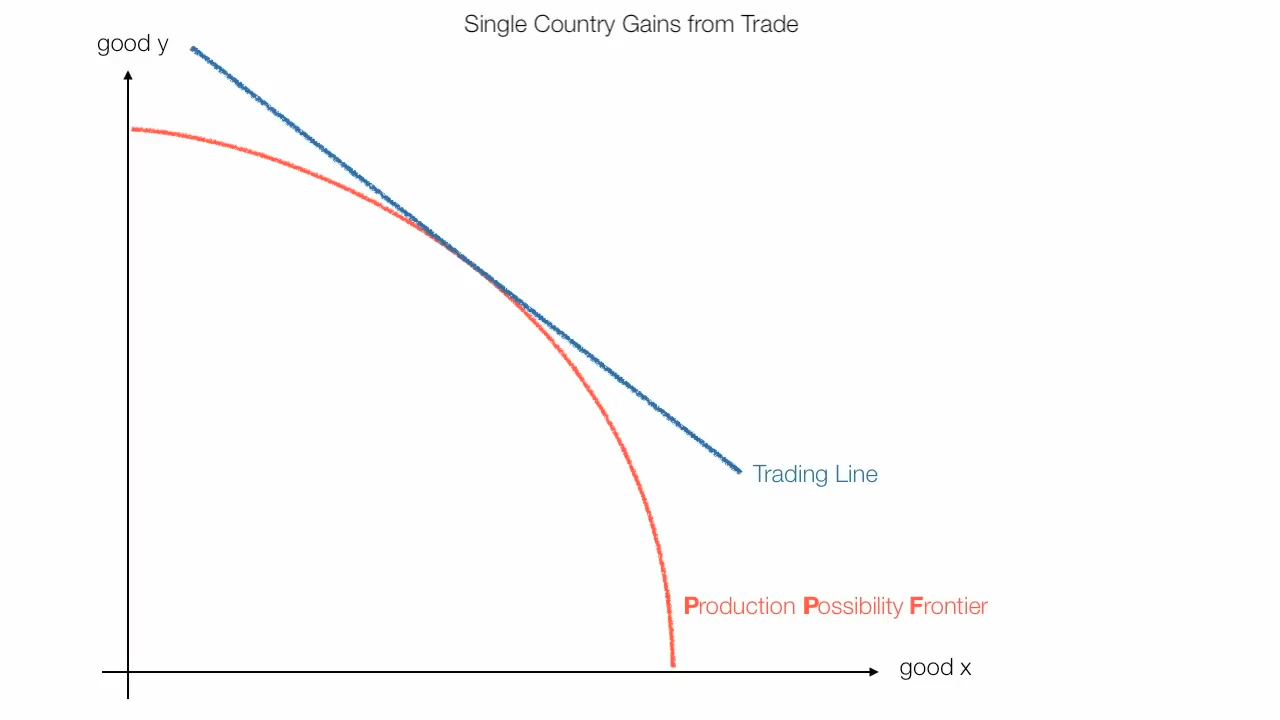 Single Country Gains from Trade
good y
Trading Line
Production Possibility Frontier
good x